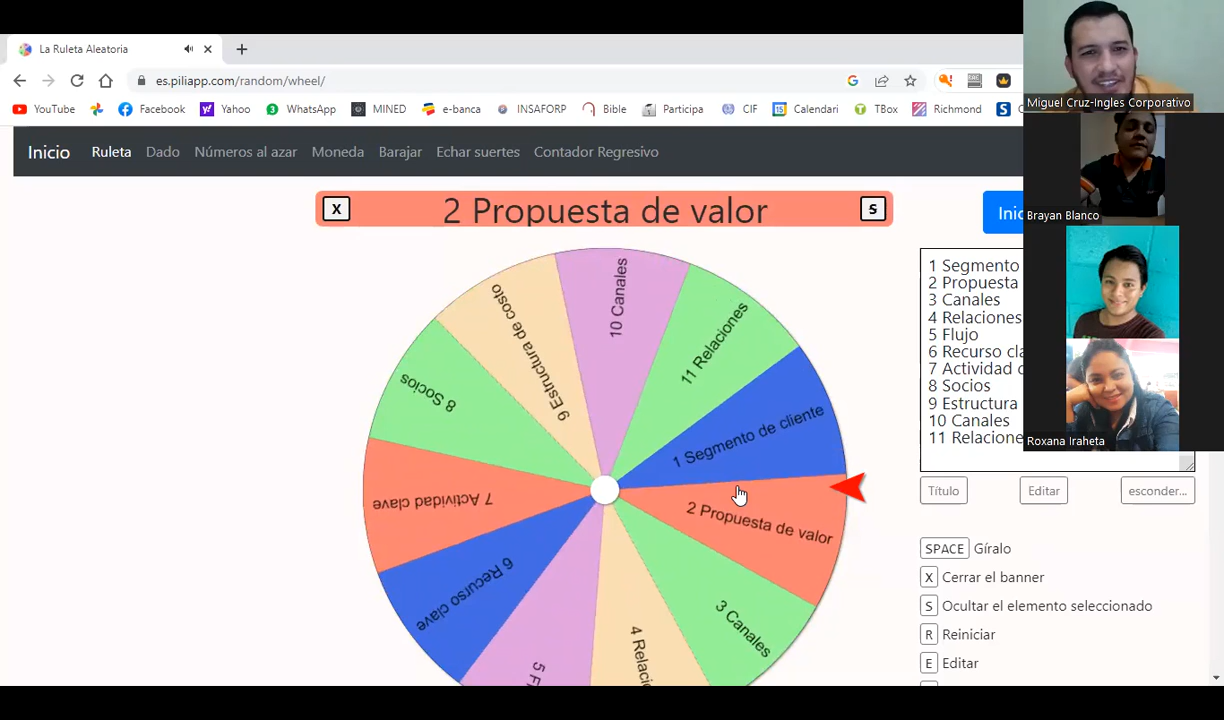 La Ruleta Aleatoria
es.piliapp.com/random/wheel/
YouTube Facebook Yahoo WhatsApp MINED e-banca INSAFORP Bible Participa CIF Calendari TBox Richmond
Inicio Ruleta Dado Números al azar Moneda Barajar Echar suertes Contador Regresivo
X 2 Propuesta de valor S
10 Canales
11 Relaciones
1 Segmento de cliente
2 Propuesta de valor
3 Canales
6 Recurso clave
7 Actividad clave
8 Socios
9 Estructura de costo
1 Segmento
2 Propuesta
3 Canales
4 Relaciones
5 Flujo
6 Recurso
7 Actividad
8 Socios
9 Estructura
10 Canales
11 Relacione
Título Editar esconder...
SPACE Gíralo
X Cerrar el banner
S Ocultar el elemento seleccionado
R Reiniciar
E Editar
Miguel Cruz-Ingles Corporativo
Brayan Blanco
Roxana Iraheta